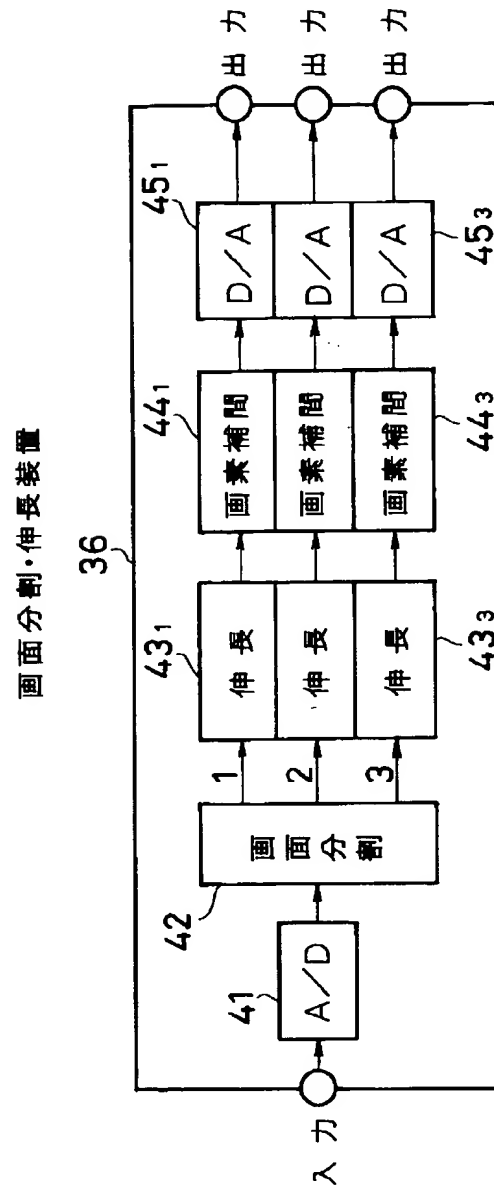 画面分割・伸長装置
36
入力
41
A/D
42
画面分割
1
2
3
43₁
伸長
伸長
伸長
43₃
44₁
画素補間
画素補間
画素補間
44₃
45₁
D/A
D/A
D/A
45₃
出力
出力
出力